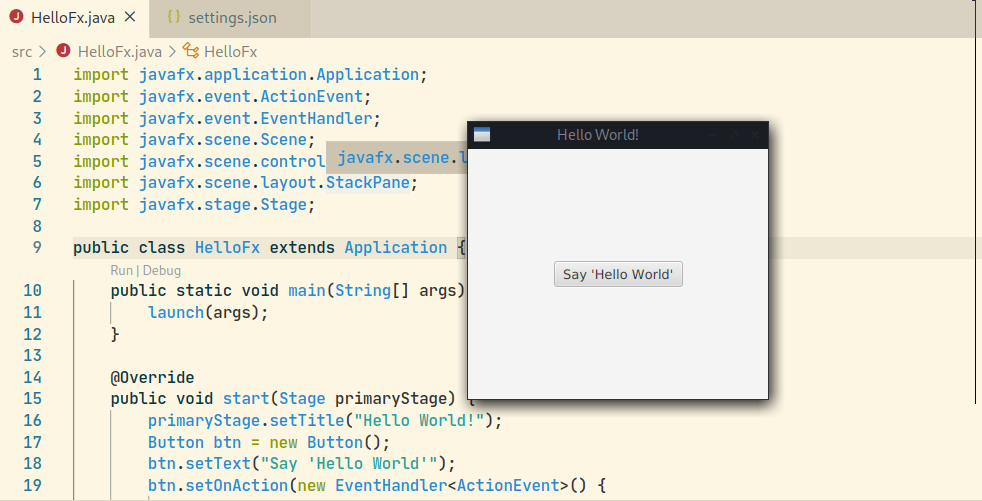 HelloFx.java
{} settings.json
src > HelloFx.java > HelloFx
1 import javafx.application.Application;
2 import javafx.event.ActionEvent;
3 import javafx.event.EventHandler;
4 import javafx.scene.Scene;
5 import javafx.scene.control
javafx.scene.l
6 import javafx.scene.layout.StackPane;
7 import javafx.stage.Stage;
8
9 public class HelloFx extends Application {
Run | Debug
10 public static void main(String[] args)
11 launch(args);
12 }
13
14 @Override
15 public void start(Stage primaryStage) {
16 primaryStage.setTitle("Hello World!");
17 Button btn = new Button();
18 btn.setText("Say 'Hello World'");
19 btn.setOnAction(new EventHandler<ActionEvent>() {
Hello World!
Say 'Hello World'